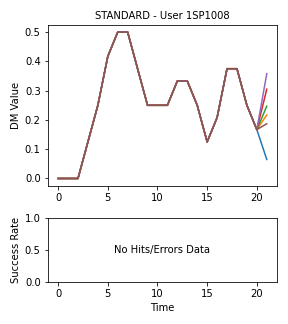 STANDARD - User 1SP1008
DM Value
0.5
0.4
0.3
0.2
0.1
0.0
0 5 10 15 20
Success Rate
1.0
0.5
0.0
No Hits/Errors Data
0 5 10 15 20
Time